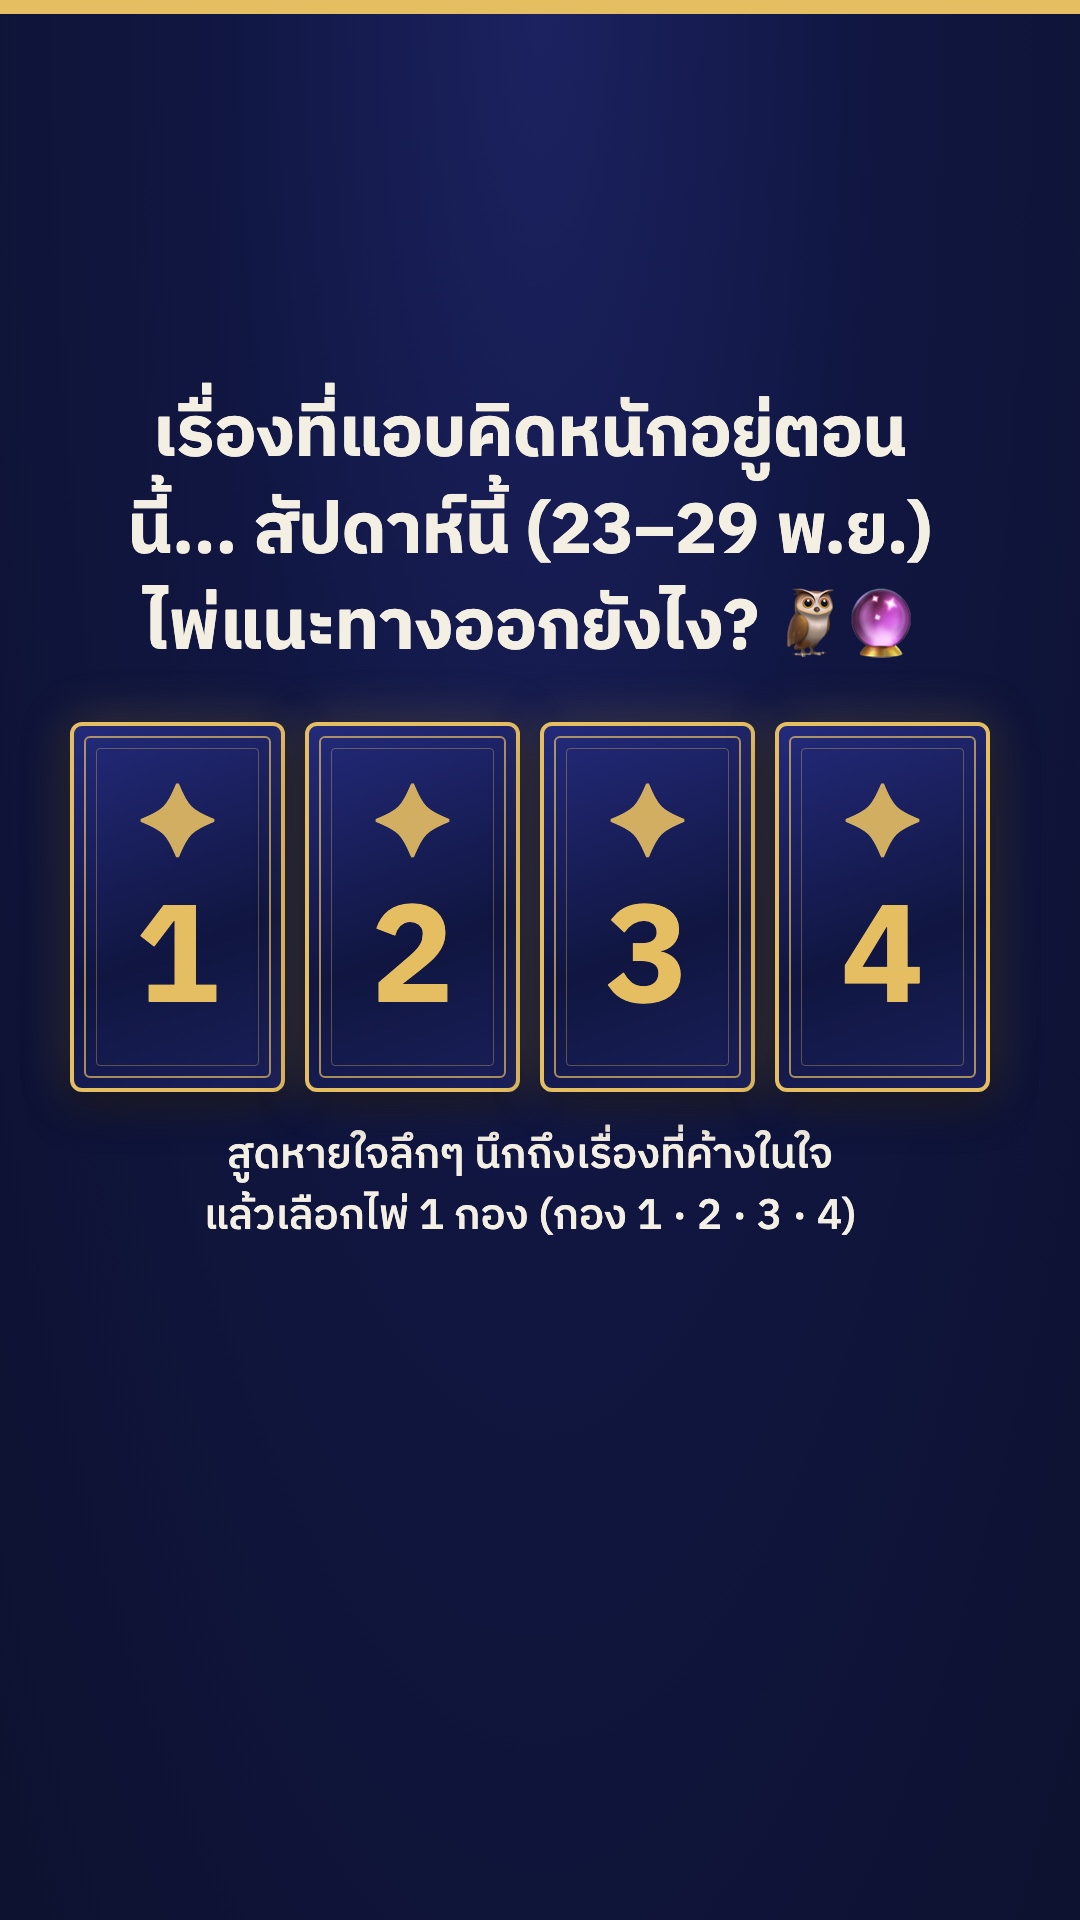 เรื่องที่แอบคิดหนักอยู่ตอน
นี้... สัปดาห์นี้ (23–29 พ.ย.)
ไพ่แนะทางออกยังไง? 🦉🔮
1
2
3
4
สูดหายใจลึกๆ นึกถึงเรื่องที่ค้างในใจ
แล้วเลือกไพ่ 1 กอง (กอง 1 · 2 · 3 · 4)